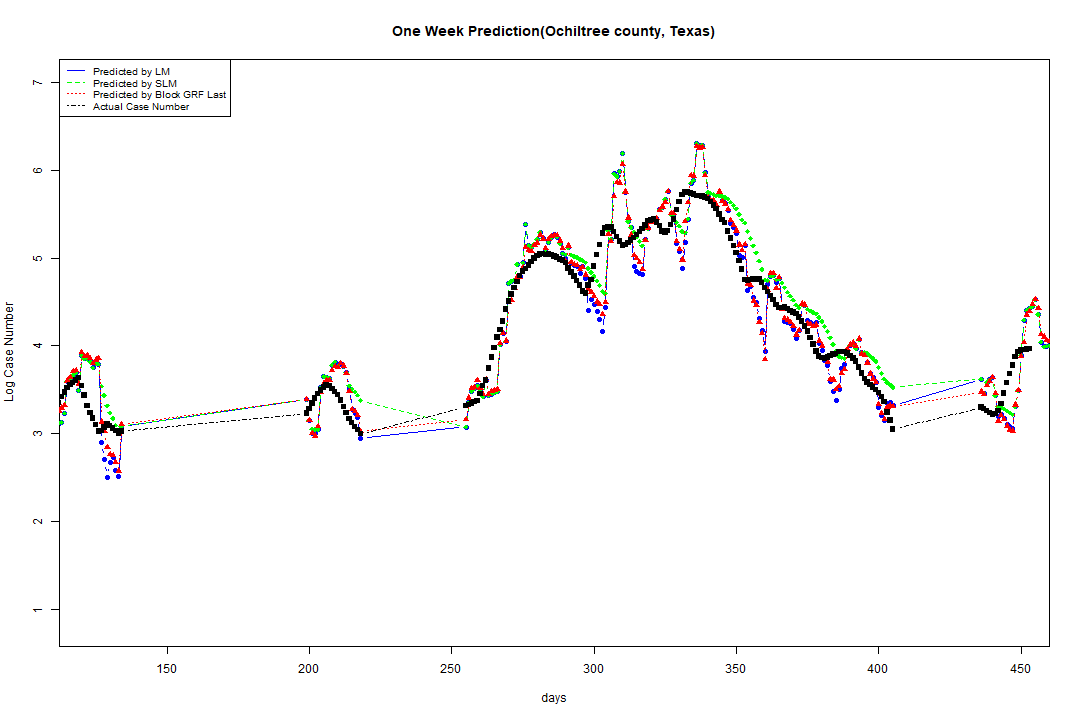 One Week Prediction(Ochiltree county, Texas)
Predicted by LM
Predicted by SLM
Predicted by Block GRF Last
Actual Case Number
Log Case Number
7
6
5
4
3
2
1
150
200
250
300
350
400
450
days